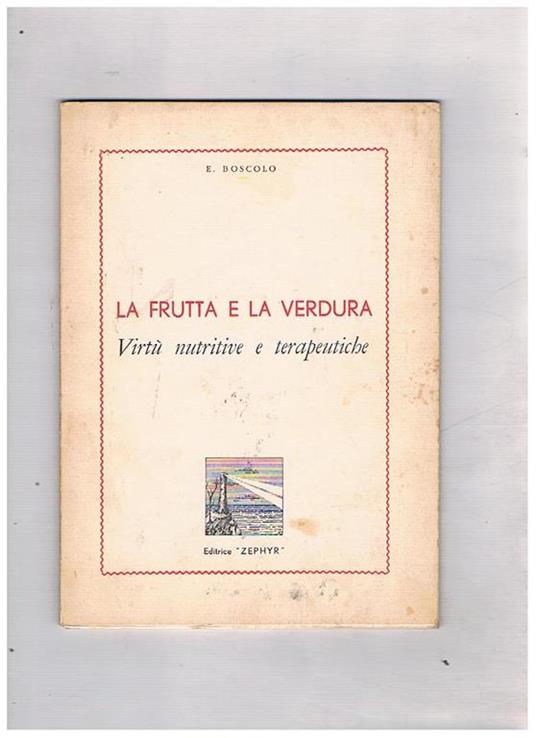 E. BOSCOLO
LA FRUTTA E LA VERDURA
Virtù nutritive e terapeutiche
Editrice "ZEPHYR"